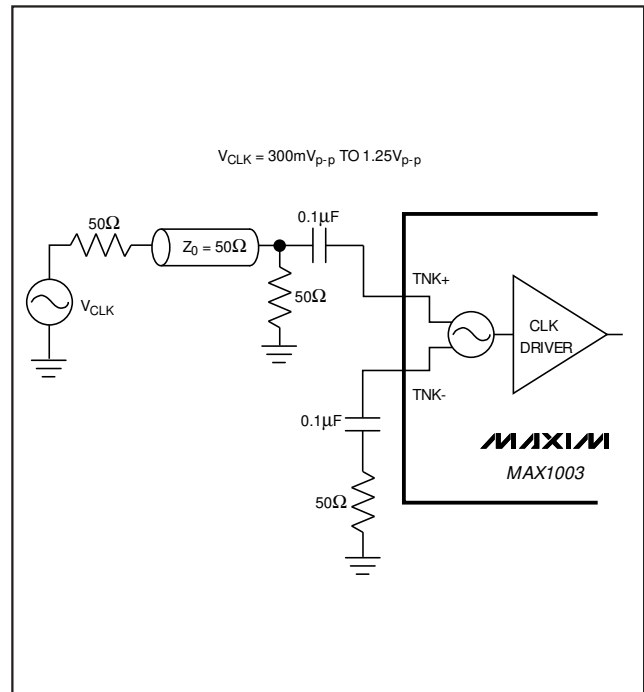 V_CLK = 300mV_p-p TO 1.25V_p-p
0.1µF
50Ω
Z₀ = 50Ω
TNK+
50Ω
V_CLK
CLK
DRIVER
TNK-
0.1µF
MAXIM
MAX1003
50Ω